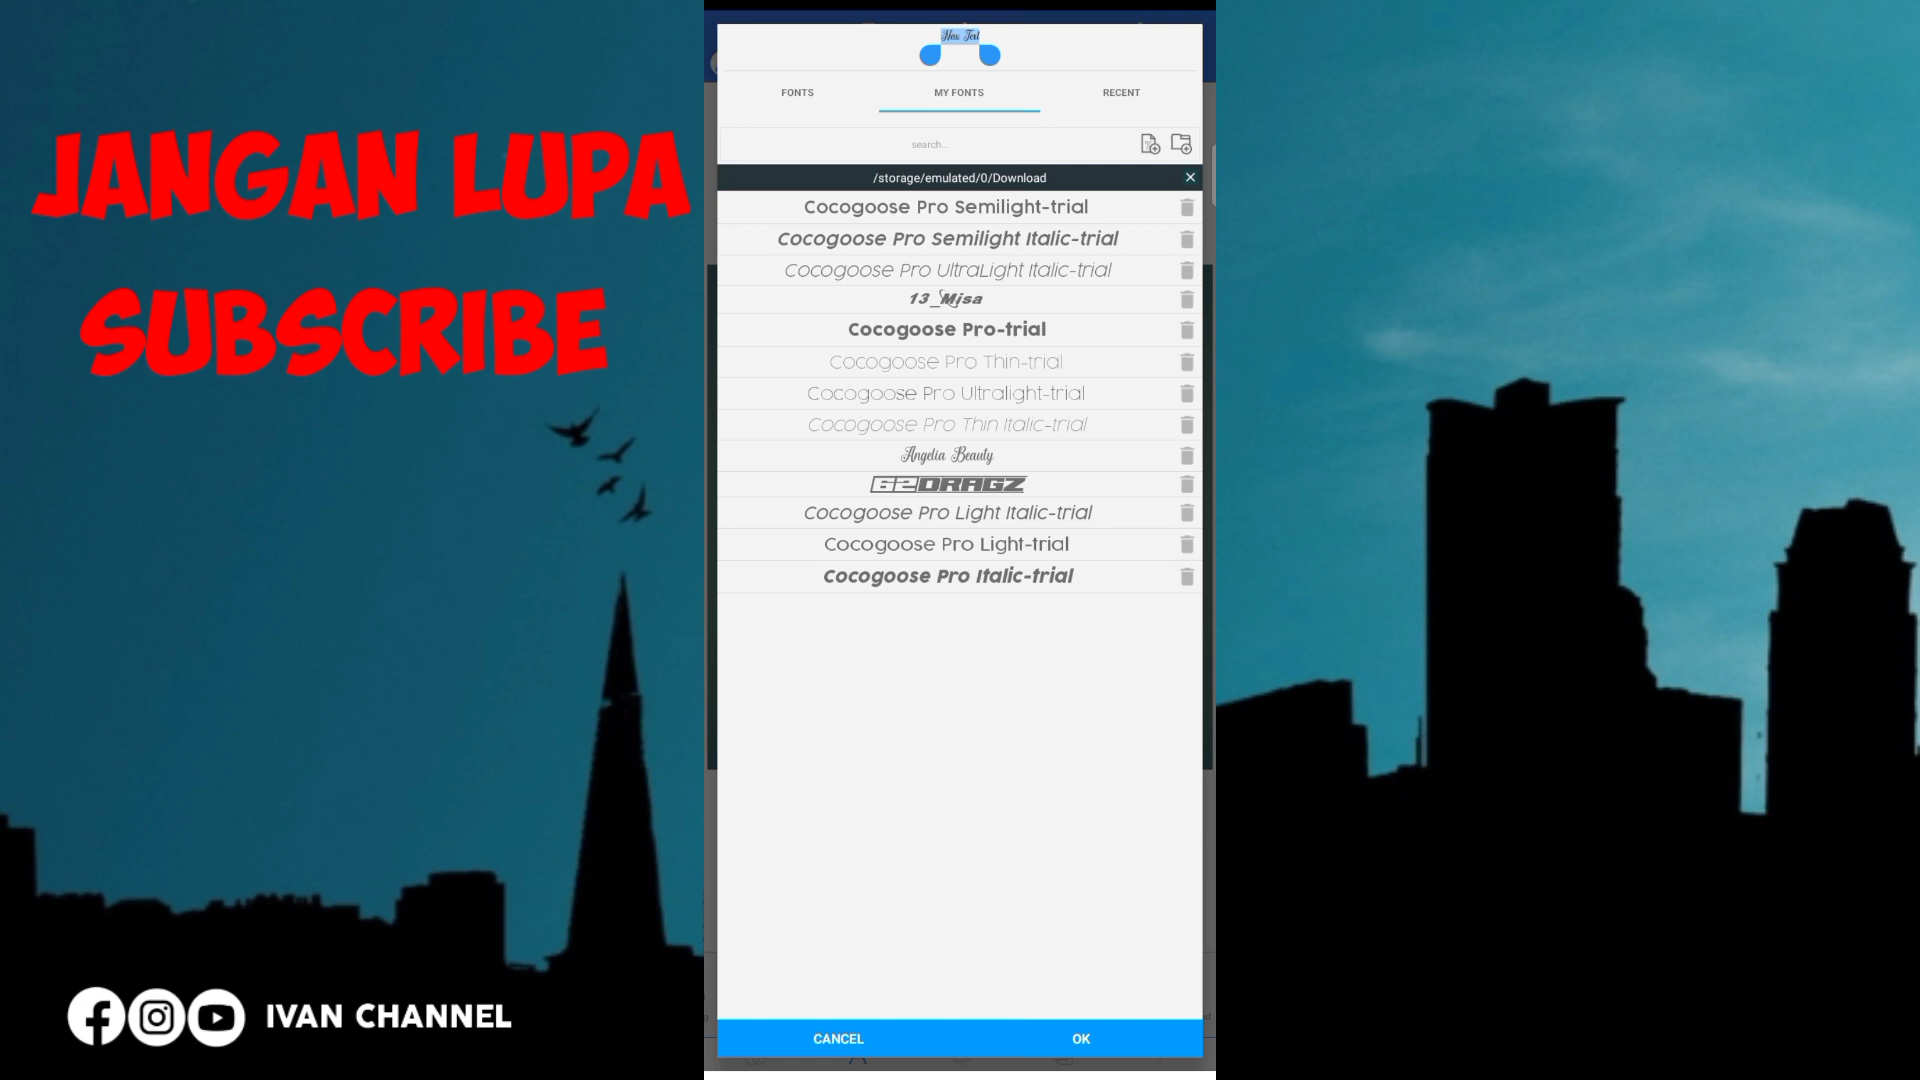 JANGAN LUPA
SUBSCRIBE
IVAN CHANNEL
New Text
FONTS
MY FONTS
RECENT
search...
/storage/emulated/0/Download
Cocogoose Pro Semilight-trial
Cocogoose Pro Semilight Italic-trial
Cocogoose Pro UltraLight Italic-trial
13_Misa
Cocogoose Pro-trial
Cocogoose Pro Thin-trial
Cocogoose Pro Ultralight-trial
Cocogoose Pro Thin Italic-trial
Angelia Beauty
62DRAGZ
Cocogoose Pro Light Italic-trial
Cocogoose Pro Light-trial
Cocogoose Pro Italic-trial
CANCEL
OK